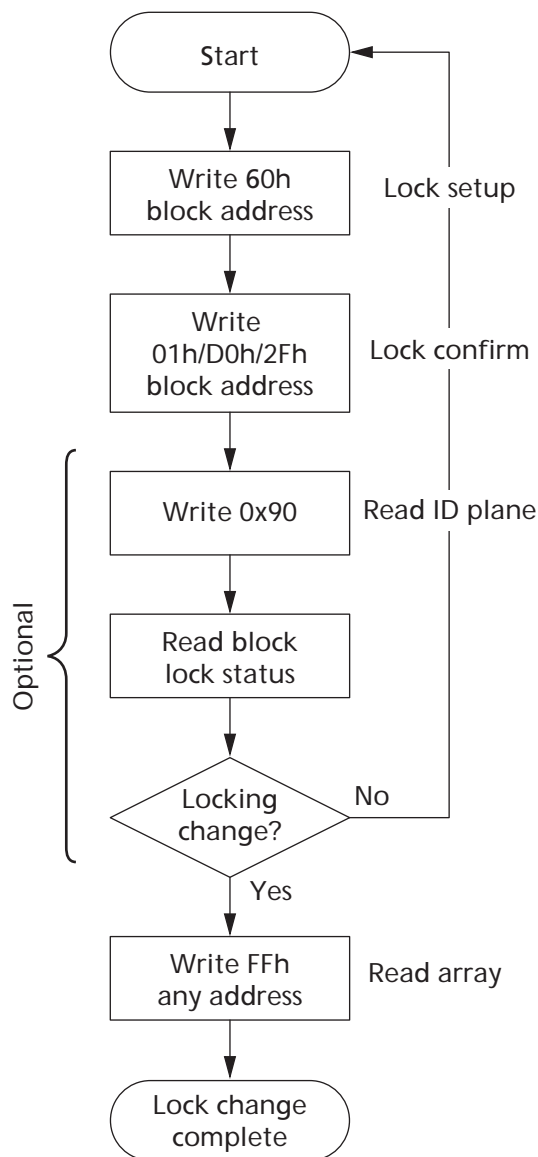 Start
Write 60h
block address
Lock setup
Write
01h/D0h/2Fh
block address
Lock confirm
Optional
Write 0x90
Read ID plane
Read block
lock status
Locking
change?
No
Yes
Write FFh
any address
Read array
Lock change
complete